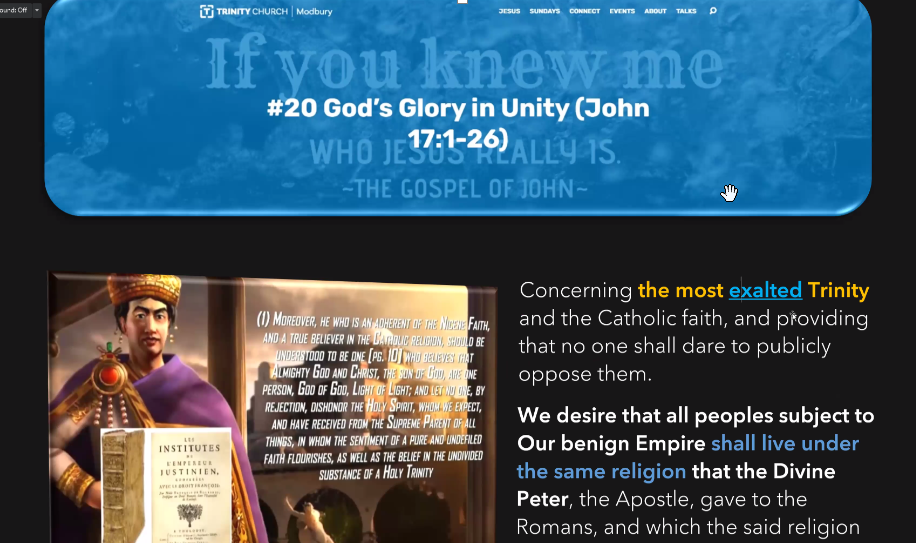 ound: Off
TRINITY CHURCH | Modbury
JESUS SUNDAYS CONNECT EVENTS ABOUT TALKS
If you knew me
#20 God's Glory in Unity (John
17:1-26)
WHO JESUS REALLY IS.
~THE GOSPEL OF JOHN~
(1) MOREOVER, HE WHO IS AN ADHERENT OF THE NICENE FAITH,
AND A TRUE BELIEVER IN THE CATHOLIC RELIGION, SHOULD BE
UNDERSTOOD TO BE ONE [PG. 10] WHO BELIEVES THAT
ALMIGHTY GOD AND CHRIST, THE SON OF GOD, ARE ONE
PERSON, GOD OF GOD, LIGHT OF LIGHT; AND LET NO ONE, BY
REJECTION, DISHONOR THE HOLY SPIRIT, WHOM WE EXPECT,
AND HAVE RECEIVED FROM THE SUPREME PARENT OF ALL
THINGS, IN WHOM THE SENTIMENT OF A PURE AND UNDEFILED
FAITH FLOURISHES, AS WELL AS THE BELIEF IN THE UNDIVIDED
SUBSTANCE OF A HOLY TRINITY
LES
INSTITUTES
DE
L'EMPEREUR
JUSTINIEN,
AVEC LE DROIT FRANÇOIS
Concerning the most exalted Trinity
and the Catholic faith, and providing
that no one shall dare to publicly
oppose them.
We desire that all peoples subject to
Our benign Empire shall live under
the same religion that the Divine
Peter, the Apostle, gave to the
Romans, and which the said religion